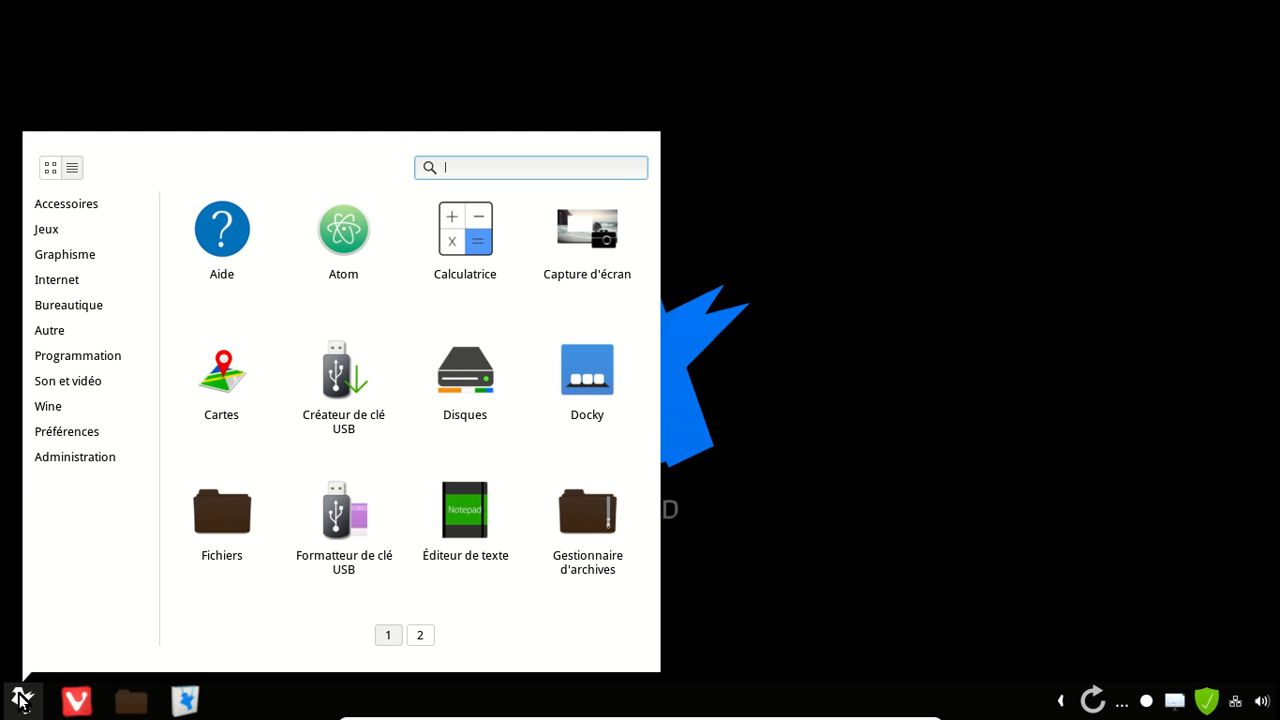 Accessoires
Jeux
Graphisme
Internet
Bureautique
Autre
Programmation
Son et vidéo
Wine
Préférences
Administration
Aide
Atom
Calculatrice
Capture d'écran
Cartes
Créateur de clé
USB
Disques
Docky
Fichiers
Formatteur de clé
USB
Notepad
Éditeur de texte
Gestionnaire
d'archives
1
2
D